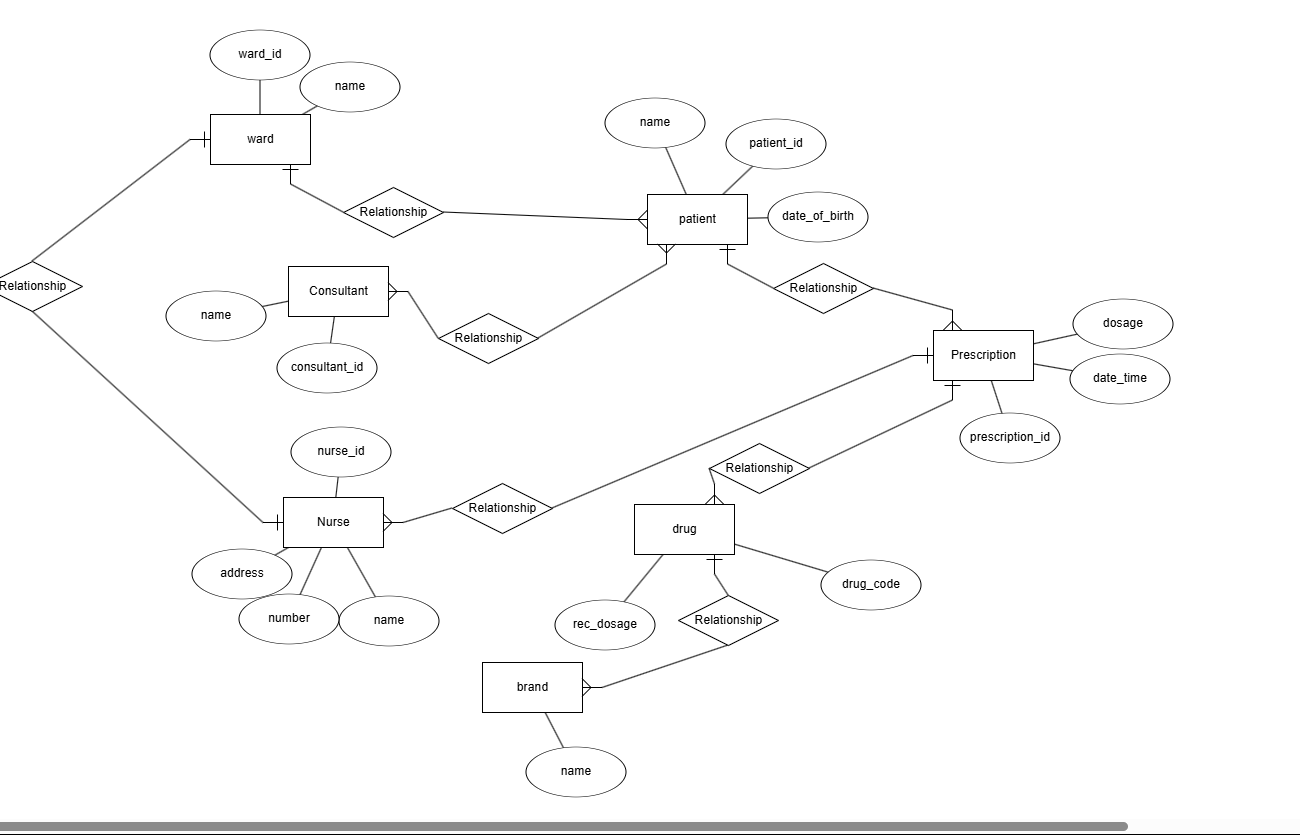 ward_id
name
ward
name
patient_id
patient
date_of_birth
Relationship
Relationship
Consultant
Relationship
name
Relationship
consultant_id
dosage
Prescription
date_time
prescription_id
nurse_id
Nurse
Relationship
Relationship
drug
address
number
name
rec_dosage
drug_code
Relationship
brand
name